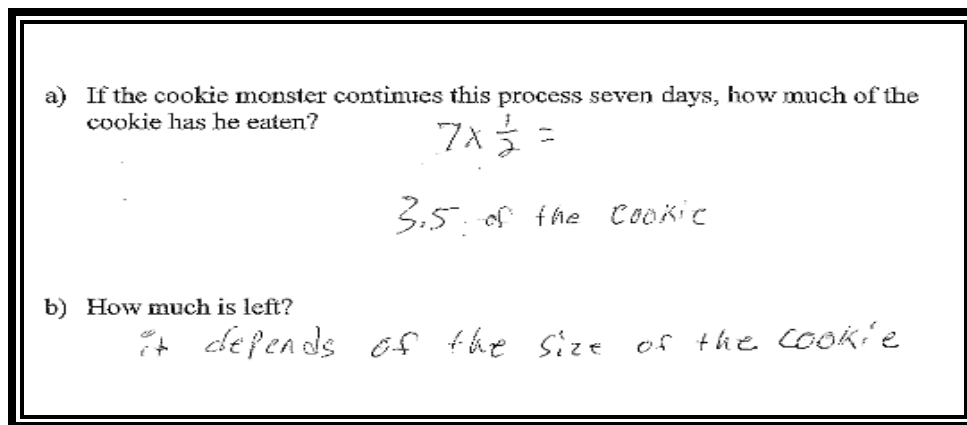 a) If the cookie monster continues this process seven days, how much of the
cookie has he eaten?
7 x 1/2 =
3.5 of the cookie
b) How much is left?
it depends of the size of the cookie